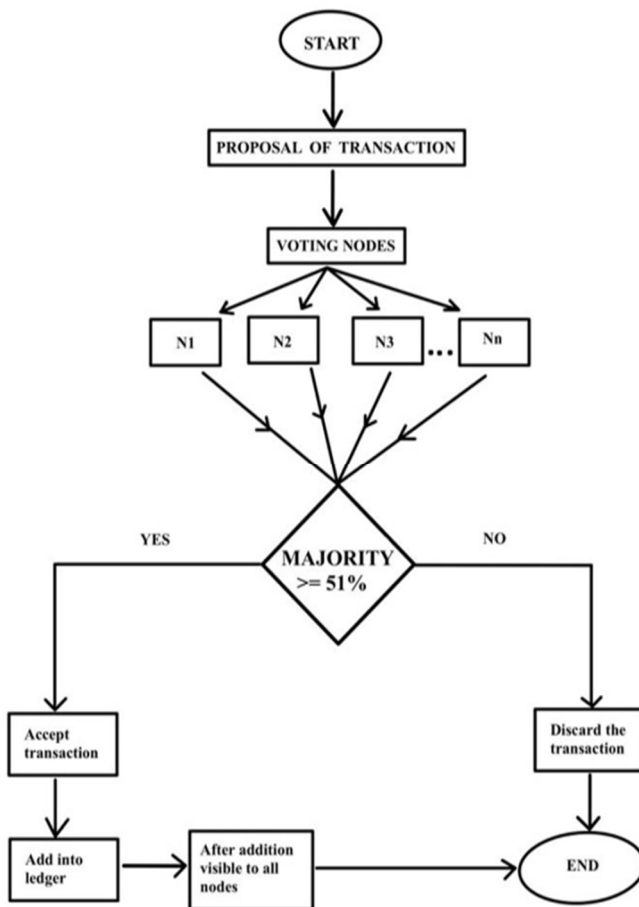 START
PROPOSAL OF TRANSACTION
VOTING NODES
N1
N2
N3
...
Nn
YES
NO
MAJORITY
>= 51%
Accept
transaction
Discard the
transaction
Add into
ledger
After addition
visible to all
nodes
END